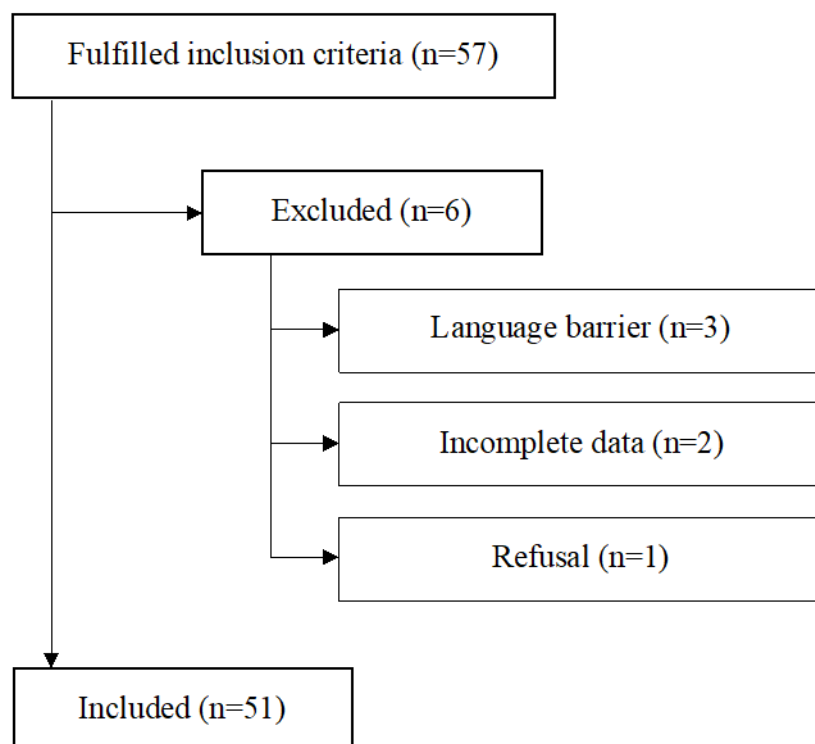 Fulfilled inclusion criteria (n=57)
Excluded (n=6)
Language barrier (n=3)
Incomplete data (n=2)
Refusal (n=1)
Included (n=51)